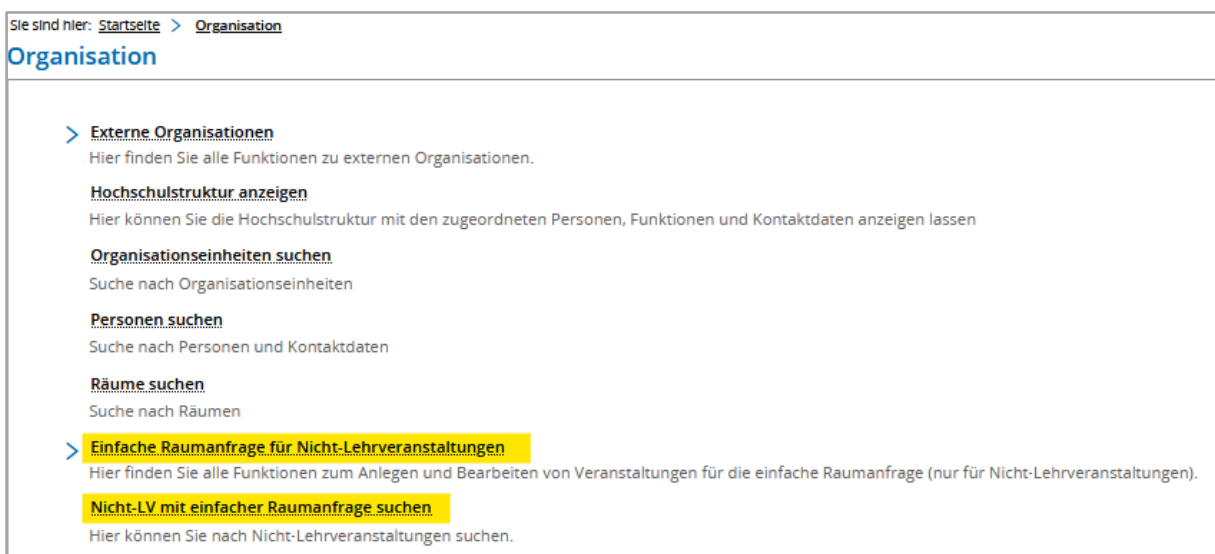 Sie sind hier: Startseite > Organisation
Organisation
> Externe Organisationen
Hier finden Sie alle Funktionen zu externen Organisationen.
Hochschulstruktur anzeigen
Hier können Sie die Hochschulstruktur mit den zugeordneten Personen, Funktionen und Kontaktdaten anzeigen lassen
Organisationseinheiten suchen
Suche nach Organisationseinheiten
Personen suchen
Suche nach Personen und Kontaktdaten
Räume suchen
Suche nach Räumen
> Einfache Raumanfrage für Nicht-Lehrveranstaltungen
Hier finden Sie alle Funktionen zum Anlegen und Bearbeiten von Veranstaltungen für die einfache Raumanfrage (nur für Nicht-Lehrveranstaltungen).
Nicht-LV mit einfacher Raumanfrage suchen
Hier können Sie nach Nicht-Lehrveranstaltungen suchen.